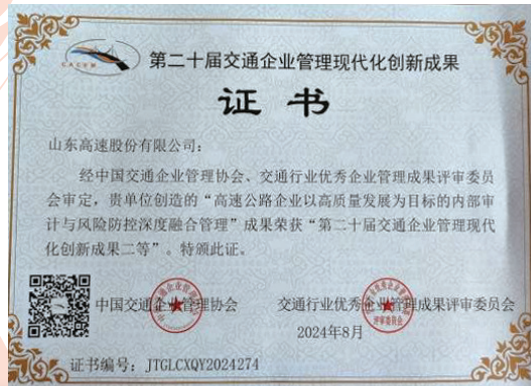 第二十届交通企业管理现代化创新成果
证书
山东高速股份有限公司：
经中国交通企业管理协会、交通行业优秀企业管理成果评审委员
会审定，贵单位创造的“高速公路企业以高质量发展为目标的内部审
计与风险防控深度融合管理”成果荣获“第二十届交通企业管理现代
化创新成果二等”。特颁此证。
中国交通企业管理协会 交通行业优秀企业管理成果评审委员会
2024年8月
证书编号：JTGLCXQY2024274